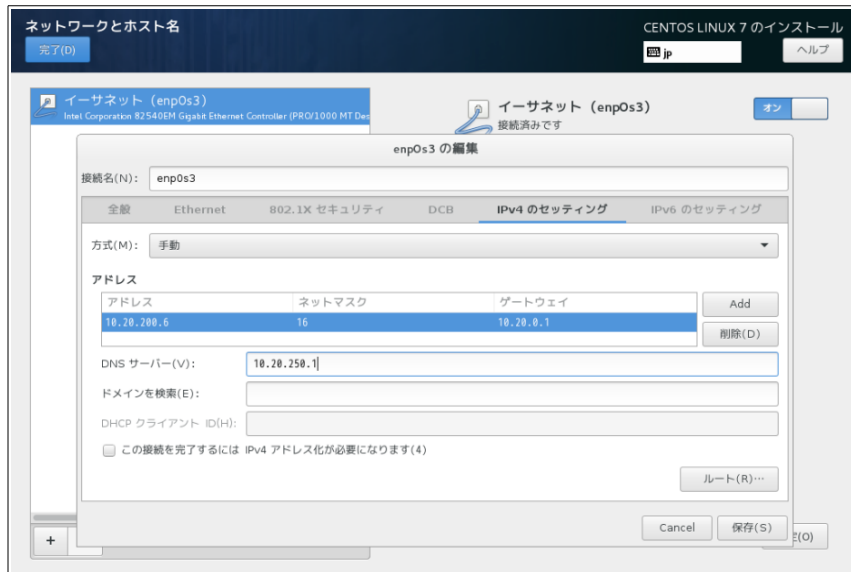 ネットワークとホスト名
CENTOS LINUX 7 のインストール
完了(D)
jp
ヘルプ
イーサネット (enp0s3)
Intel Corporation 82540EM Gigabit Ethernet Controller (PRO/1000 MT Des
イーサネット (enp0s3)
接続済みです
オン
enp0s3 の編集
接続名(N):
enp0s3
全般
Ethernet
802.1X セキュリティ
DCB
IPv4 のセッティング
IPv6 のセッティング
方式(M):
手動
アドレス
アドレス
ネットマスク
ゲートウェイ
Add
10.20.200.6
16
10.20.0.1
削除(D)
DNS サーバー(V):
10.20.250.1
ドメインを検索(E):
DHCP クライアント ID(H):
この接続を完了するには IPv4 アドレス化が必要になります(4)
ルート(R)…
Cancel
保存(S)
+
(O)